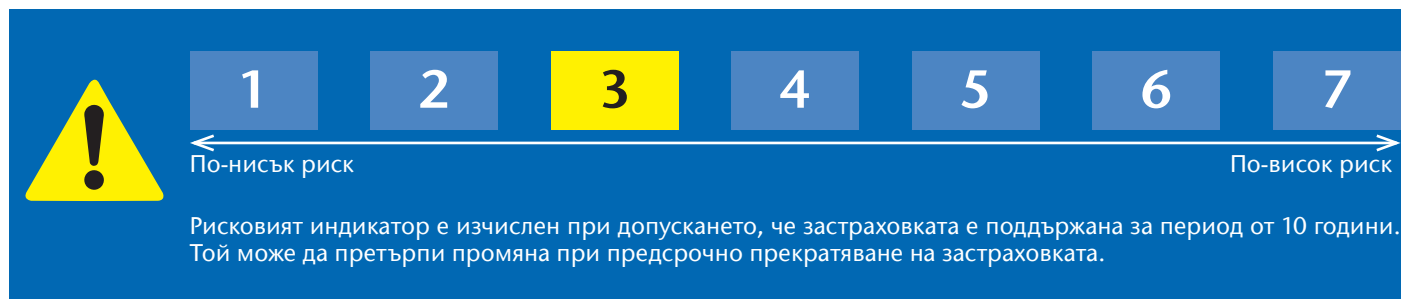 1 2 3 4 5 6 7
По-нисък риск По-висок риск
Рисковият индикатор е изчислен при допускането, че застраховката е поддържана за период от 10 години.
Той може да претърпи промяна при предсрочно прекратяване на застраховката.